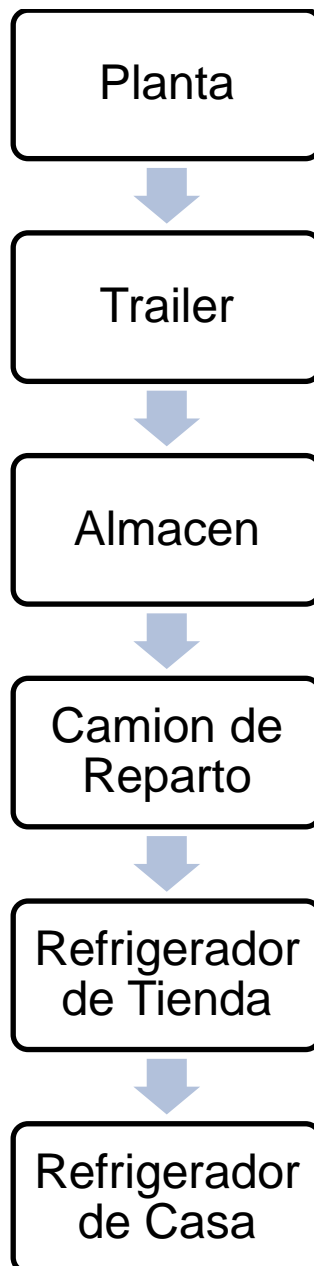 Planta
Trailer
Almacen
Camion de
Reparto
Refrigerador
de Tienda
Refrigerador
de Casa